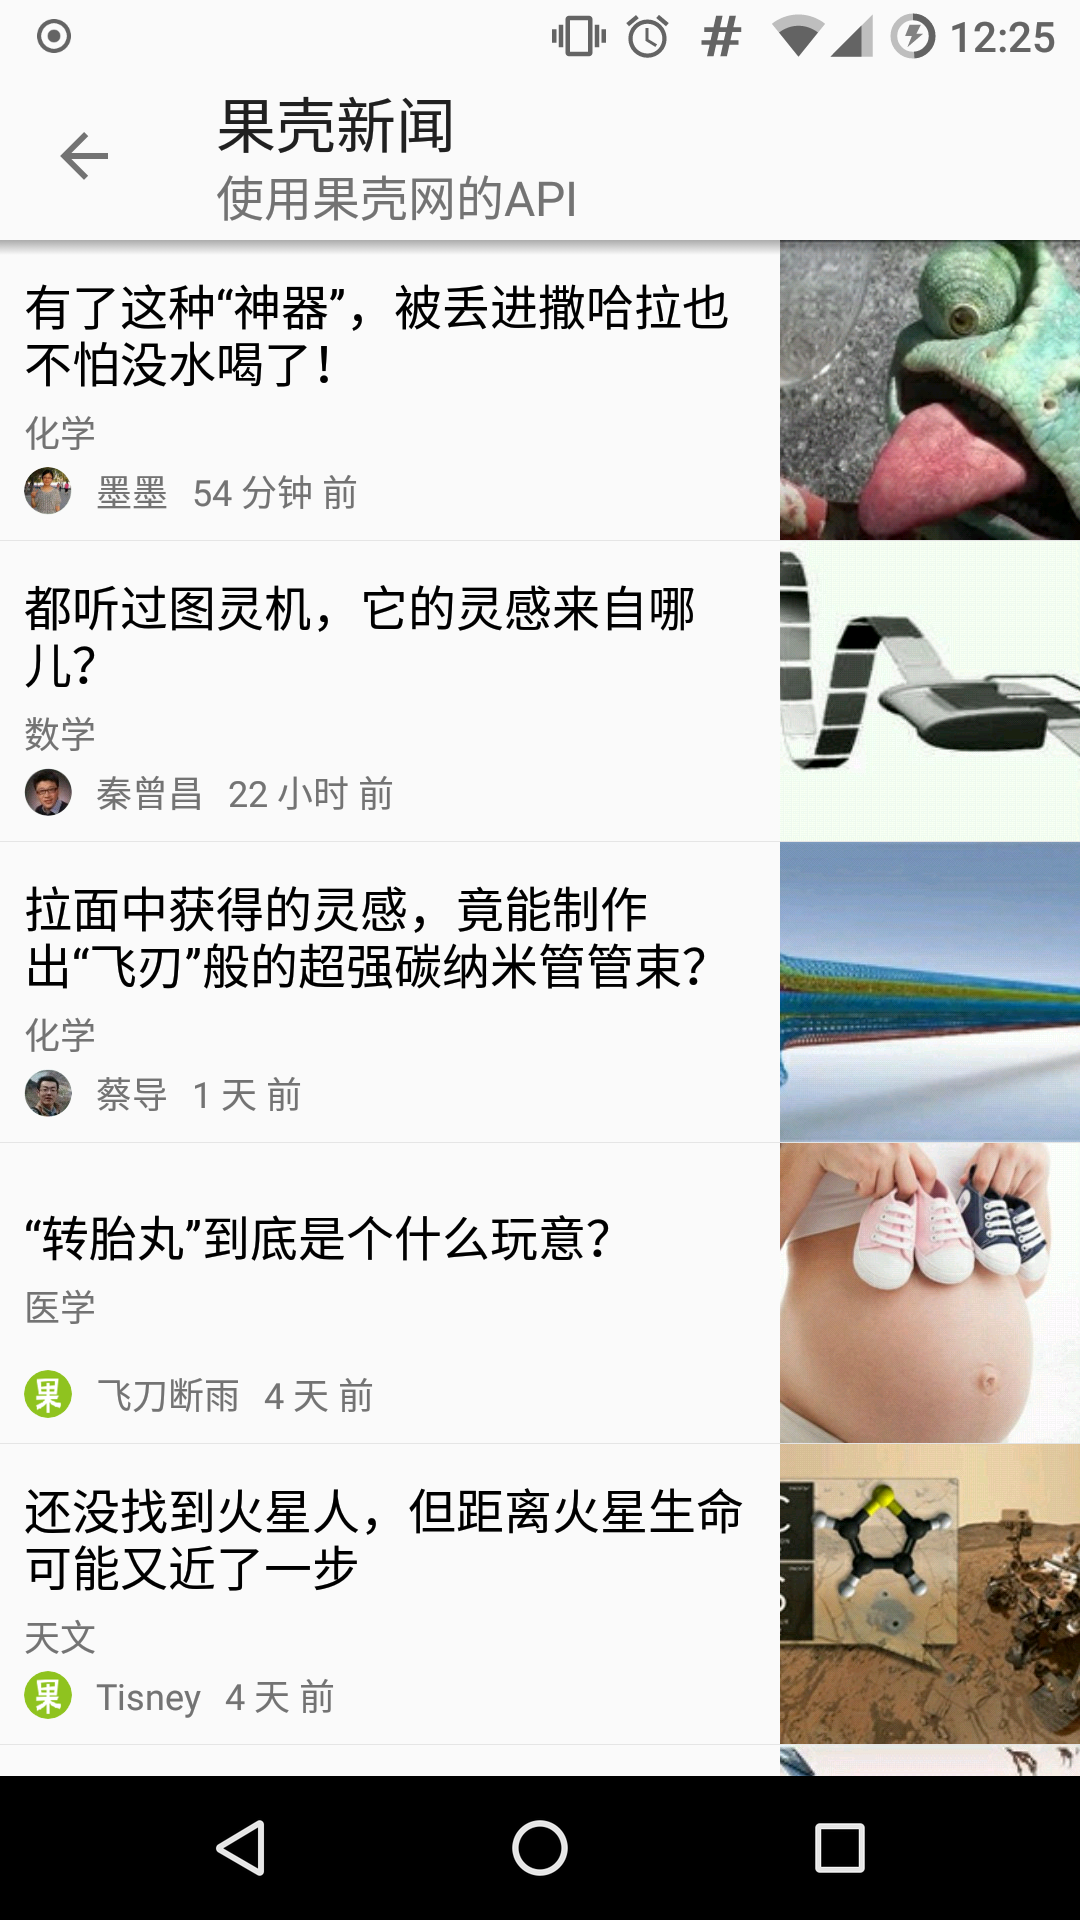 12:25
果壳新闻
使用果壳网的API
有了这种“神器”，被丢进撒哈拉也
不怕没水喝了！
化学
墨墨 54 分钟 前
都听过图灵机，它的灵感来自哪
儿？
数学
秦曾昌 22 小时 前
拉面中获得的灵感，竟能制作
出“飞刃”般的超强碳纳米管管束？
化学
蔡导 1 天 前
“转胎丸”到底是个什么玩意？
医学
果 飞刀断雨 4 天 前
还没找到火星人，但距离火星生命
可能又近了一步
天文
果 Tisney 4 天 前